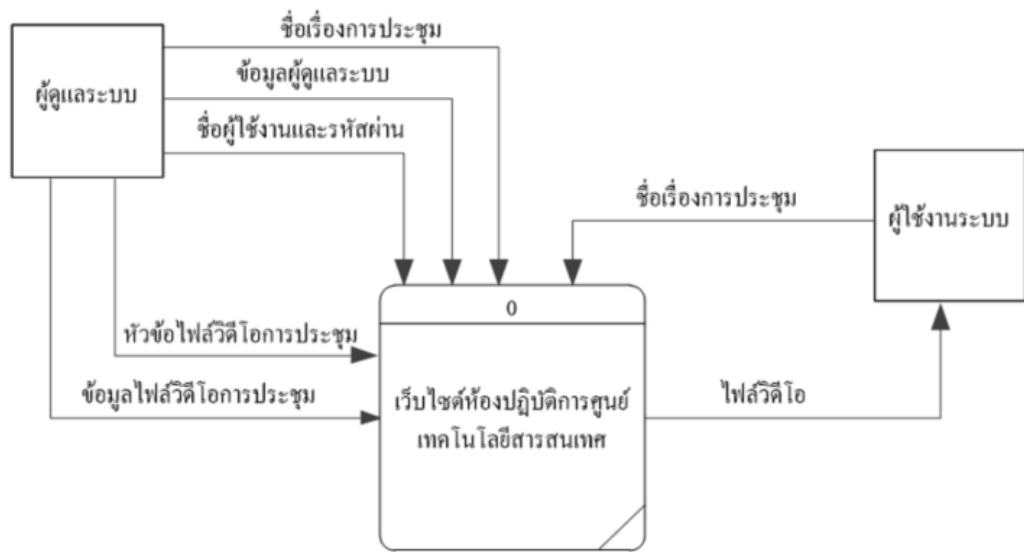 ชื่อเรื่องการประชุม
ผู้ดูแลระบบ
ข้อมูลผู้ดูแลระบบ
ชื่อผู้ใช้งานและรหัสผ่าน
ชื่อเรื่องการประชุม
ผู้ใช้งานระบบ
0
หัวข้อไฟล์วิดีโอการประชุม
ข้อมูลไฟล์วิดีโอการประชุม
เว็บไซต์ห้องปฏิบัติการศูนย์
เทคโนโลยีสารสนเทศ
ไฟล์วิดีโอ